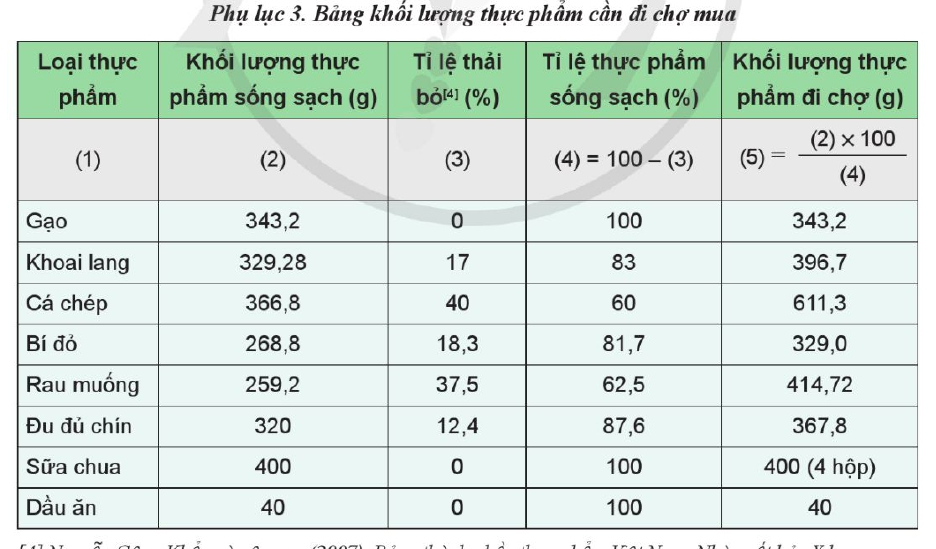 Phụ lục 3. Bảng khối lượng thực phẩm cần đi chợ mua
Loại thực phẩm | Khối lượng thực phẩm sống sạch (g) | Tỉ lệ thải bỏ[4] (%) | Tỉ lệ thực phẩm sống sạch (%) | Khối lượng thực phẩm đi chợ (g)
(1) | (2) | (3) | (4) = 100 – (3) | (5) = (2) × 100 / (4)
Gạo | 343,2 | 0 | 100 | 343,2
Khoai lang | 329,28 | 17 | 83 | 396,7
Cá chép | 366,8 | 40 | 60 | 611,3
Bí đỏ | 268,8 | 18,3 | 81,7 | 329,0
Rau muống | 259,2 | 37,5 | 62,5 | 414,72
Đu đủ chín | 320 | 12,4 | 87,6 | 367,8
Sữa chua | 400 | 0 | 100 | 400 (4 hộp)
Dầu ăn | 40 | 0 | 100 | 40